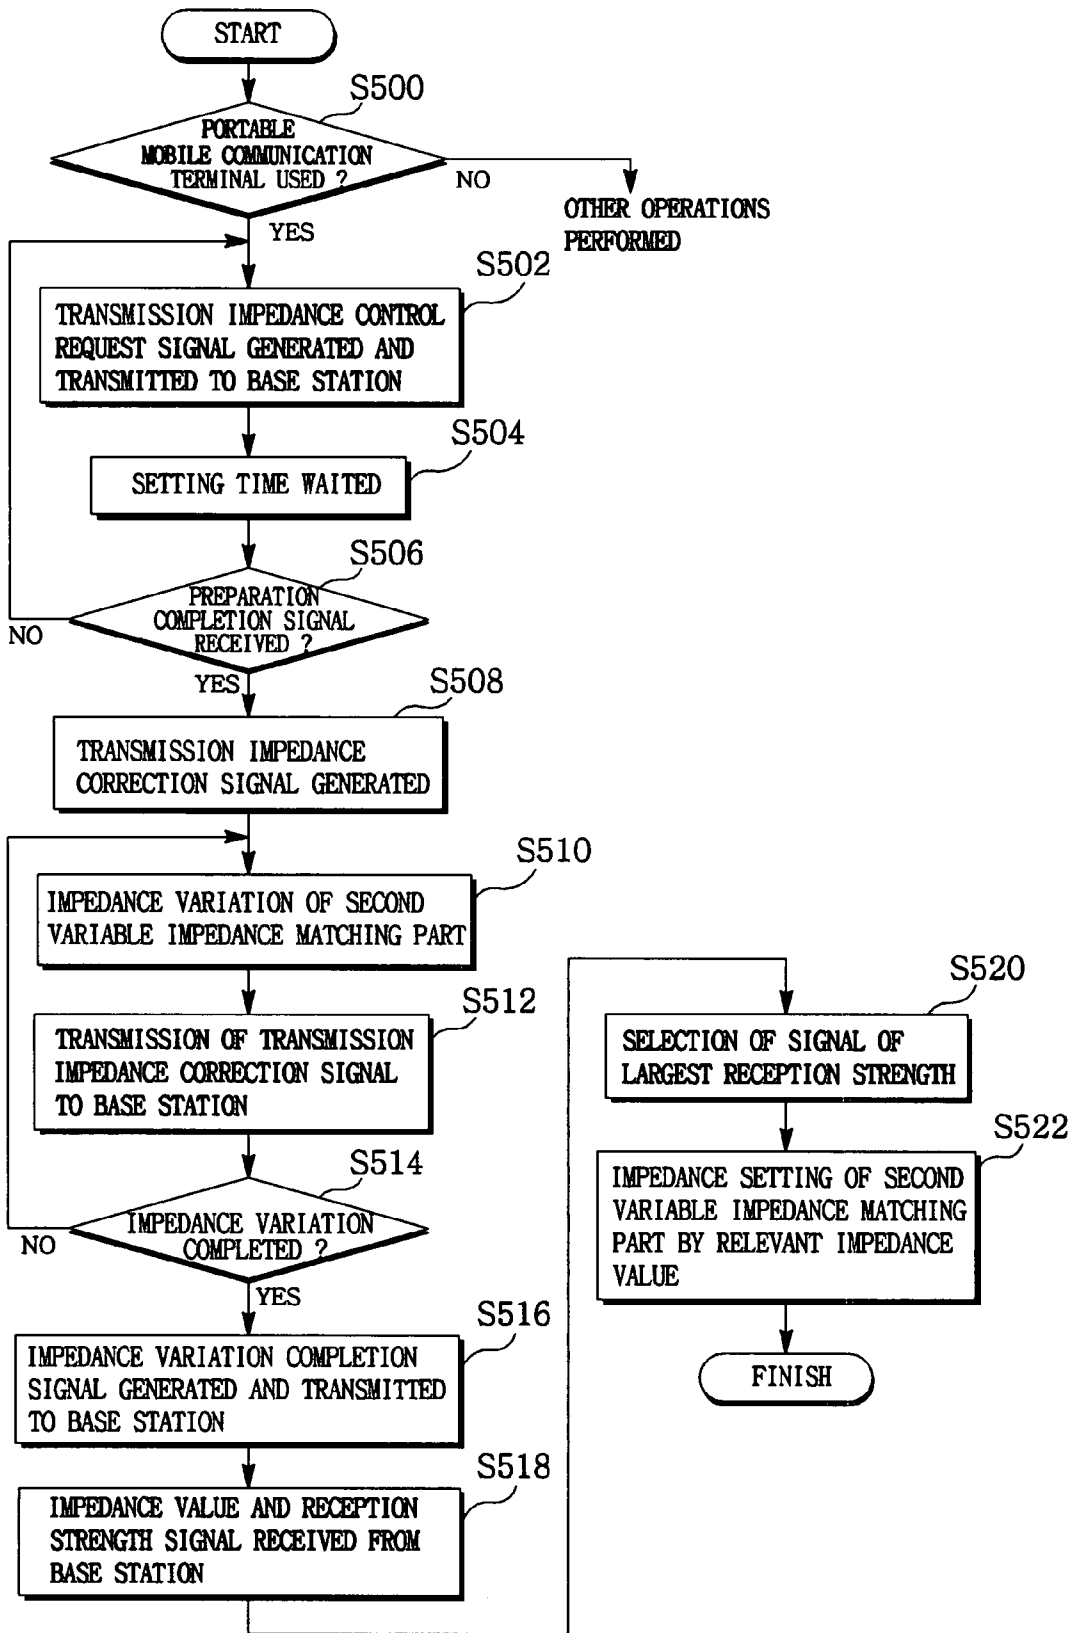 START
S500
PORTABLE
MOBILE COMMUNICATION
TERMINAL USED ?
NO
YES
OTHER OPERATIONS
PERFORMED
S502
TRANSMISSION IMPEDANCE CONTROL
REQUEST SIGNAL GENERATED AND
TRANSMITTED TO BASE STATION
S504
SETTING TIME WAITED
S506
PREPARATION
COMPLETION SIGNAL
RECEIVED ?
NO
YES
S508
TRANSMISSION IMPEDANCE
CORRECTION SIGNAL GENERATED
S510
IMPEDANCE VARIATION OF SECOND
VARIABLE IMPEDANCE MATCHING PART
S512
TRANSMISSION OF TRANSMISSION
IMPEDANCE CORRECTION SIGNAL
TO BASE STATION
S514
IMPEDANCE VARIATION
COMPLETED ?
NO
YES
S516
IMPEDANCE VARIATION COMPLETION
SIGNAL GENERATED AND TRANSMITTED
TO BASE STATION
S518
IMPEDANCE VALUE AND RECEPTION
STRENGTH SIGNAL RECEIVED FROM
BASE STATION
S520
SELECTION OF SIGNAL OF
LARGEST RECEPTION STRENGTH
S522
IMPEDANCE SETTING OF SECOND
VARIABLE IMPEDANCE MATCHING
PART BY RELEVANT IMPEDANCE
VALUE
FINISH